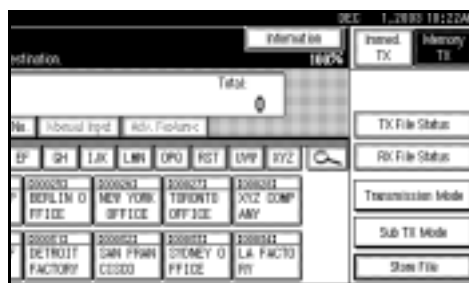 DEC 1,2003 10:22A
Information
Immed. TX
Memory TX
estination.
100%
Total:
0
No.
Manual Input
Adv. Features
TX File Status
EF GH IJK LMN OPQ RST UVW XYZ
RX File Status
BERLIN O FFICE
NEW YORK OFFICE
TORONTO OFFICE
XYZ COMP ANY
Transmission Mode
DETROIT FACTORY
SAN FRAN CISCO
SYDNEY O FFICE
LA FACTO RY
Sub TX Mode
Store File